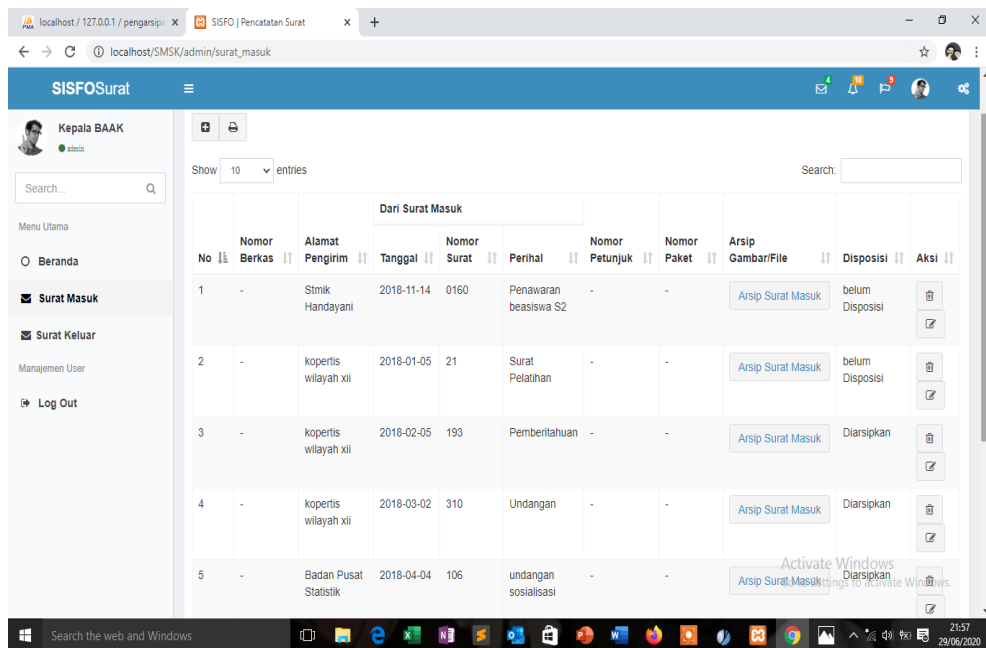 localhost / 127.0.0.1 / pengarsip
SISFO | Pencatatan Surat
localhost/SMSK/admin/surat_masuk
SISFOSurat
4
10
9
Kepala BAAK
admin
Search...
Menu Utama
Beranda
Surat Masuk
Surat Keluar
Manajemen User
Log Out
Show 10 entries
Search:
Dari Surat Masuk
No Nomor Berkas Alamat Pengirim Tanggal Nomor Surat Perihal Nomor Petunjuk Nomor Paket Arsip Gambar/File Disposisi Aksi
1 - Stmik Handayani 2018-11-14 0160 Penawaran beasiswa S2 - - Arsip Surat Masuk belum Disposisi
2 - kopertis wilayah xii 2018-01-05 21 Surat Pelatihan - - Arsip Surat Masuk belum Disposisi
3 - kopertis wilayah xii 2018-02-05 193 Pemberitahuan - - Arsip Surat Masuk Diarsipkan
4 - kopertis wilayah xii 2018-03-02 310 Undangan - - Arsip Surat Masuk Diarsipkan
5 - Badan Pusat Statistik 2018-04-04 106 undangan sosialisasi - - Arsip Surat Masuk Diarsipkan
Activate Windows
Go to Settings to activate Windows.
Search the web and Windows
21:57
29/06/2020